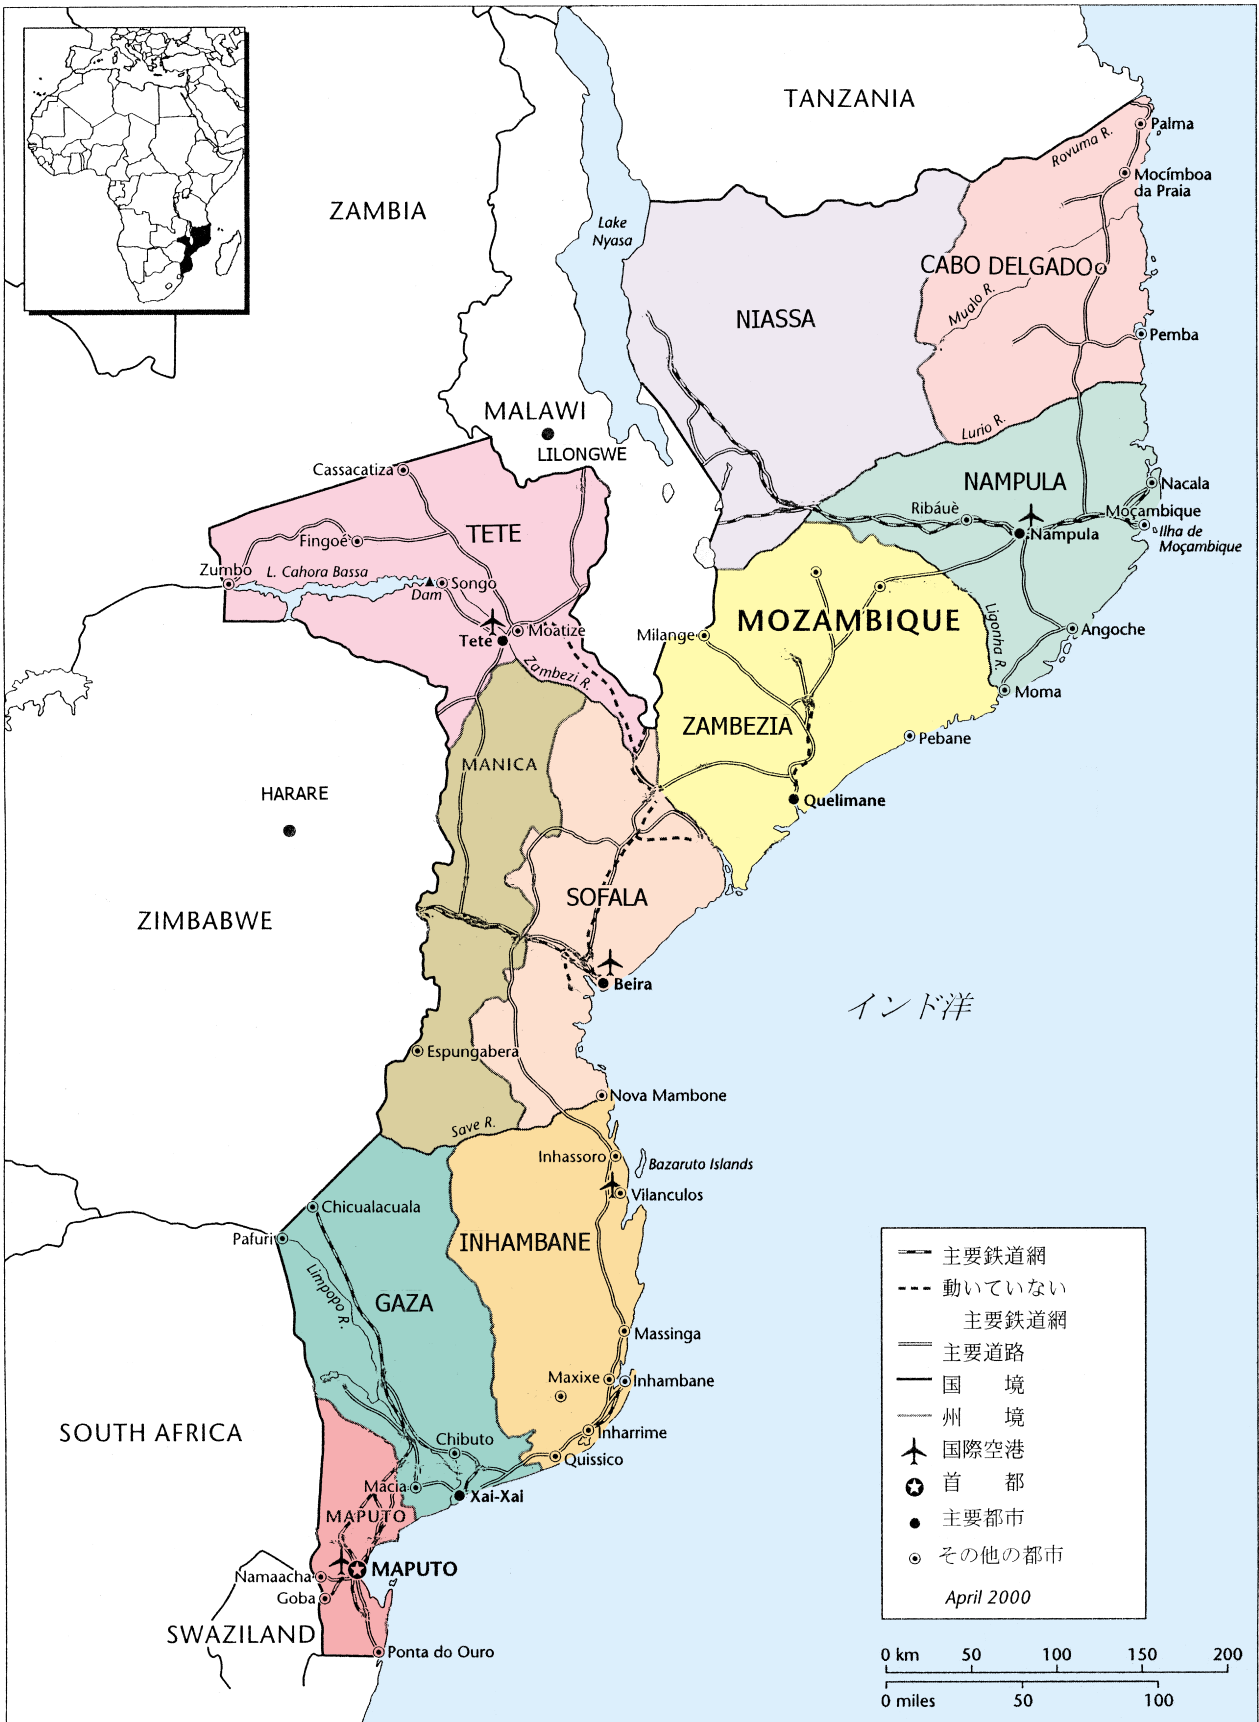 TANZANIA
Palma
Rovuma R.
Mocímboa
da Praia
ZAMBIA
Lake
Nyasa
CABO DELGADO
Mualo R.
NIASSA
Pemba
MALAWI
LILONGWE
Lurio R.
Cassacatiza
NAMPULA
Nacala
Ribáuè
Moçambique
TETE
Nampula
Ilha de
Moçambique
Fingoè
Zumbo
L. Cahora Bassa
Dam
Songo
MOZAMBIQUE
Ligonha R.
Moatize
Tete
Milange
Angoche
Zambezi R.
Moma
ZAMBEZIA
Pebane
MANICA
HARARE
Quelimane
SOFALA
ZIMBABWE
Beira
インド洋
Espungabera
Nova Mambone
Save R.
Inhassoro
Bazaruto Islands
Vilanculos
Chicualacuala
Pafuri
INHAMBANE
Limpopo R.
GAZA
Massinga
Maxixe
Inhambane
SOUTH AFRICA
Chibuto
Inharrime
Quissico
Macia
Xai-Xai
MAPUTO
MAPUTO
Namaacha
Goba
SWAZILAND
Ponta do Ouro
主要鉄道網
動いていない
主要鉄道網
主要道路
国 境
州 境
国際空港
首 都
主要都市
その他の都市
April 2000
0 km 50 100 150 200
0 miles 50 100